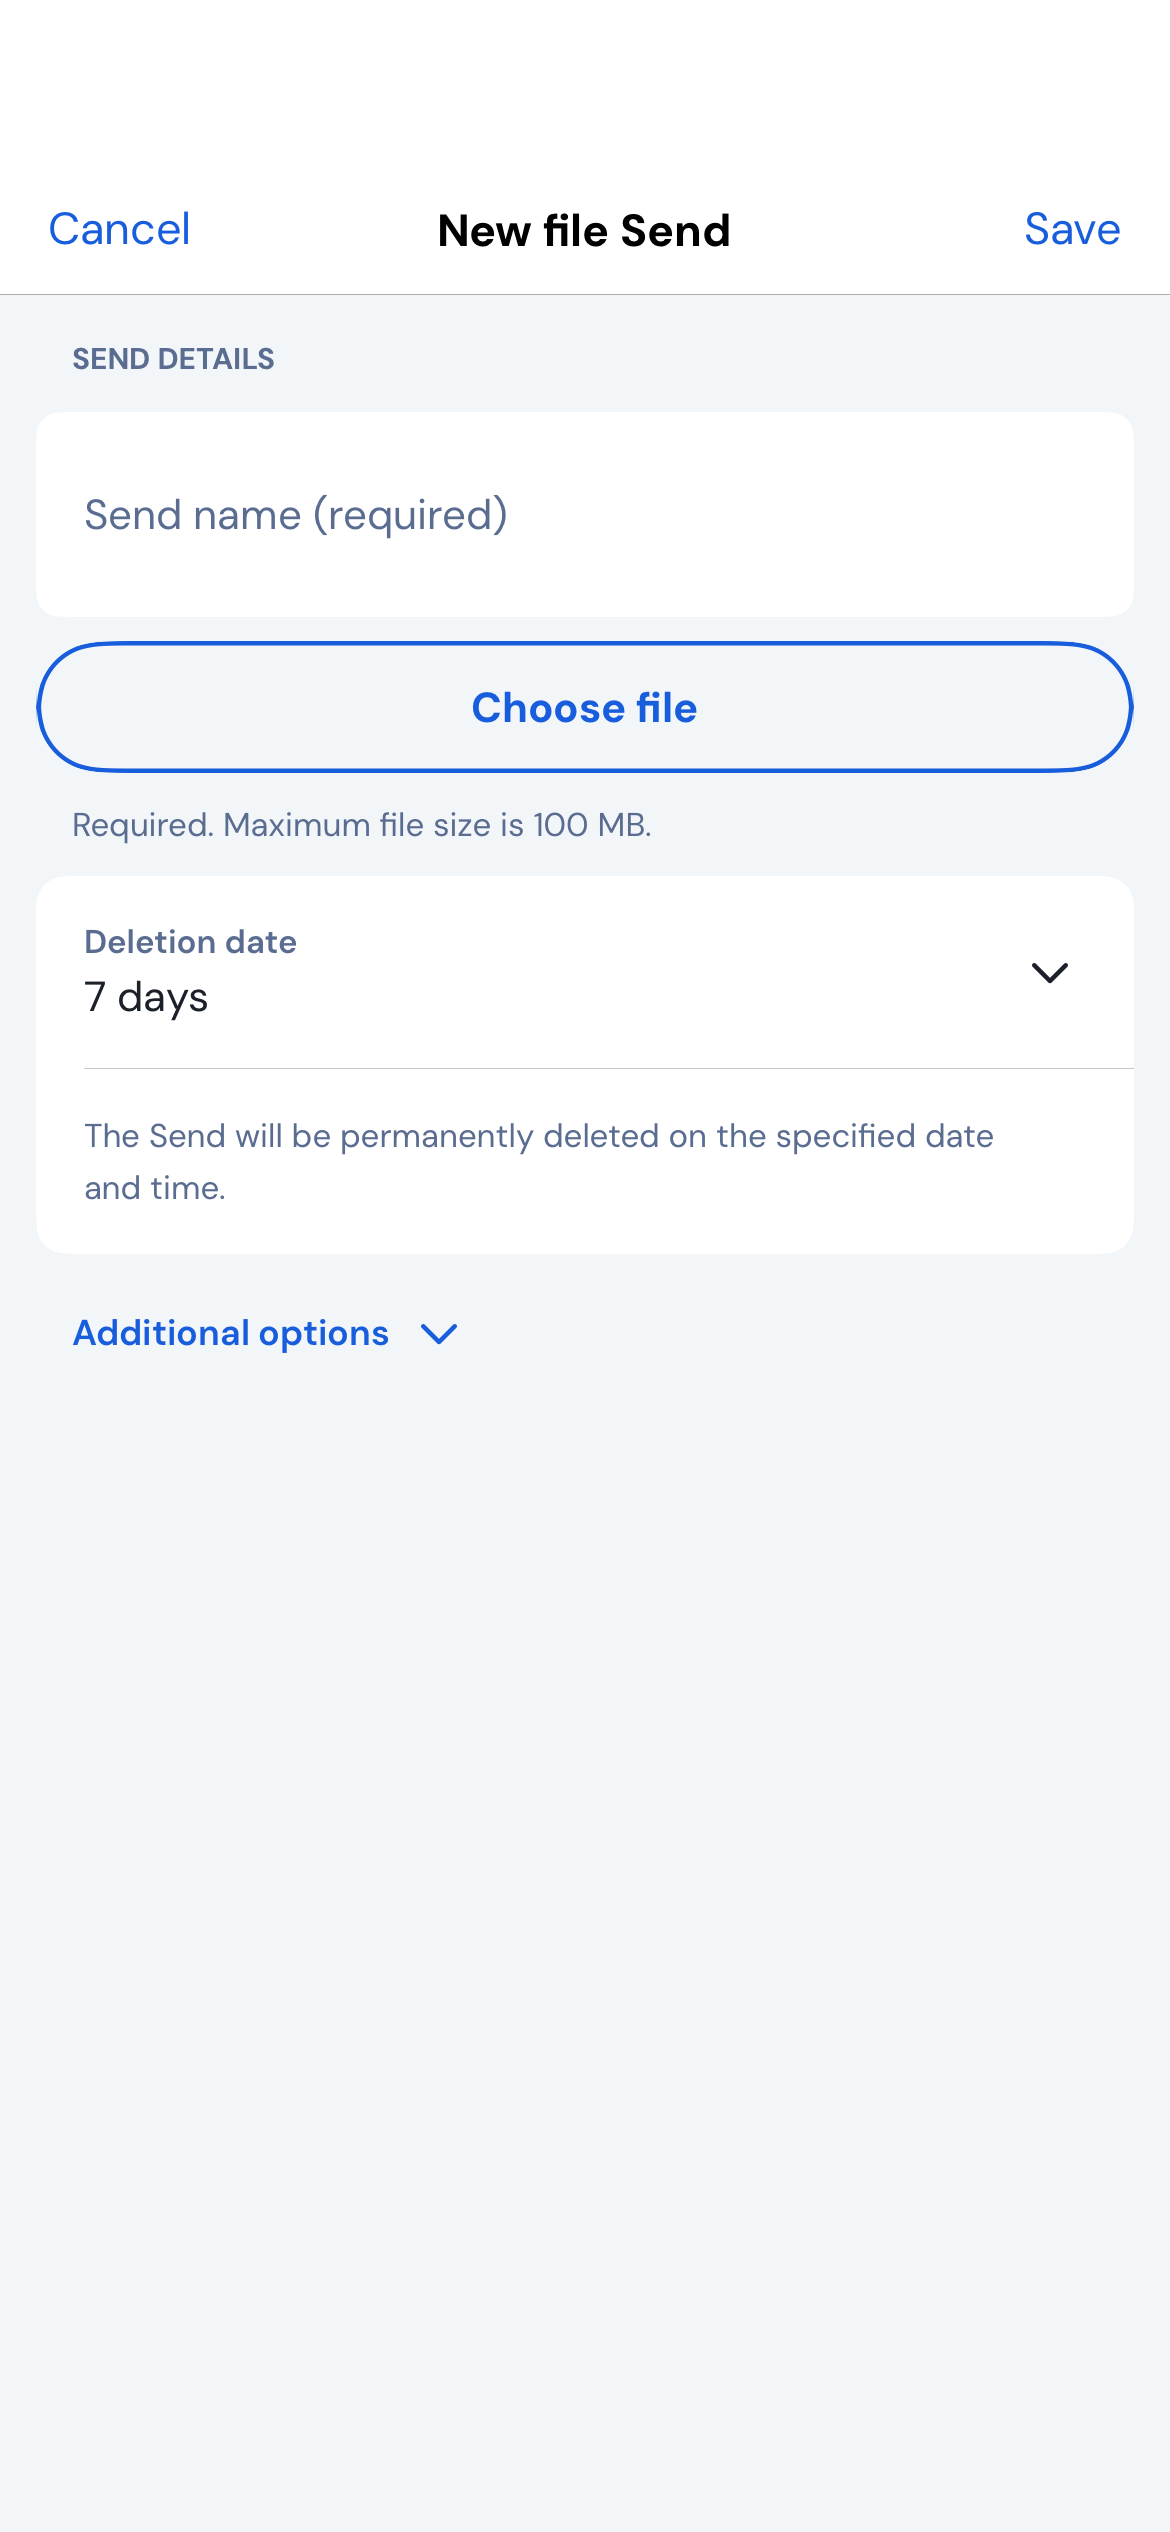 Cancel
New file Send
Save
SEND DETAILS
Send name (required)
Choose file
Required. Maximum file size is 100 MB.
Deletion date
7 days
The Send will be permanently deleted on the specified date
and time.
Additional options